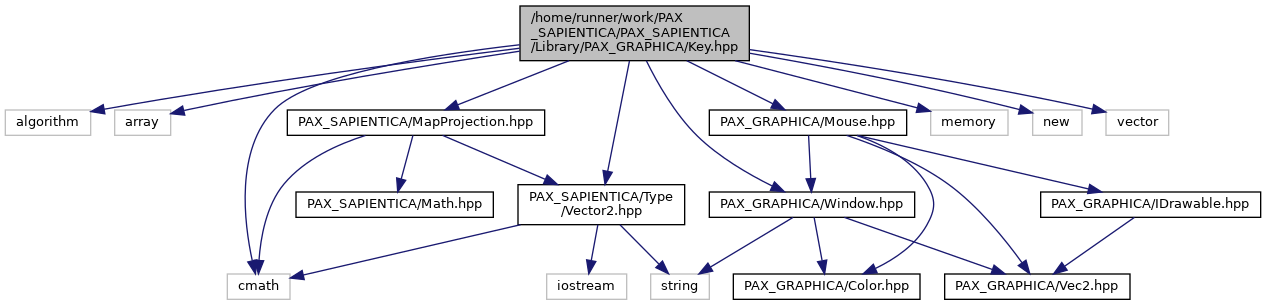 /home/runner/work/PAX
_SAPIENTICA/PAX_SAPIENTICA
/Library/PAX_GRAPHICA/Key.hpp
algorithm
array
PAX_SAPIENTICA/MapProjection.hpp
PAX_GRAPHICA/Mouse.hpp
memory
new
vector
PAX_SAPIENTICA/Math.hpp
PAX_SAPIENTICA/Type
/Vector2.hpp
PAX_GRAPHICA/Window.hpp
PAX_GRAPHICA/IDrawable.hpp
cmath
iostream
string
PAX_GRAPHICA/Color.hpp
PAX_GRAPHICA/Vec2.hpp